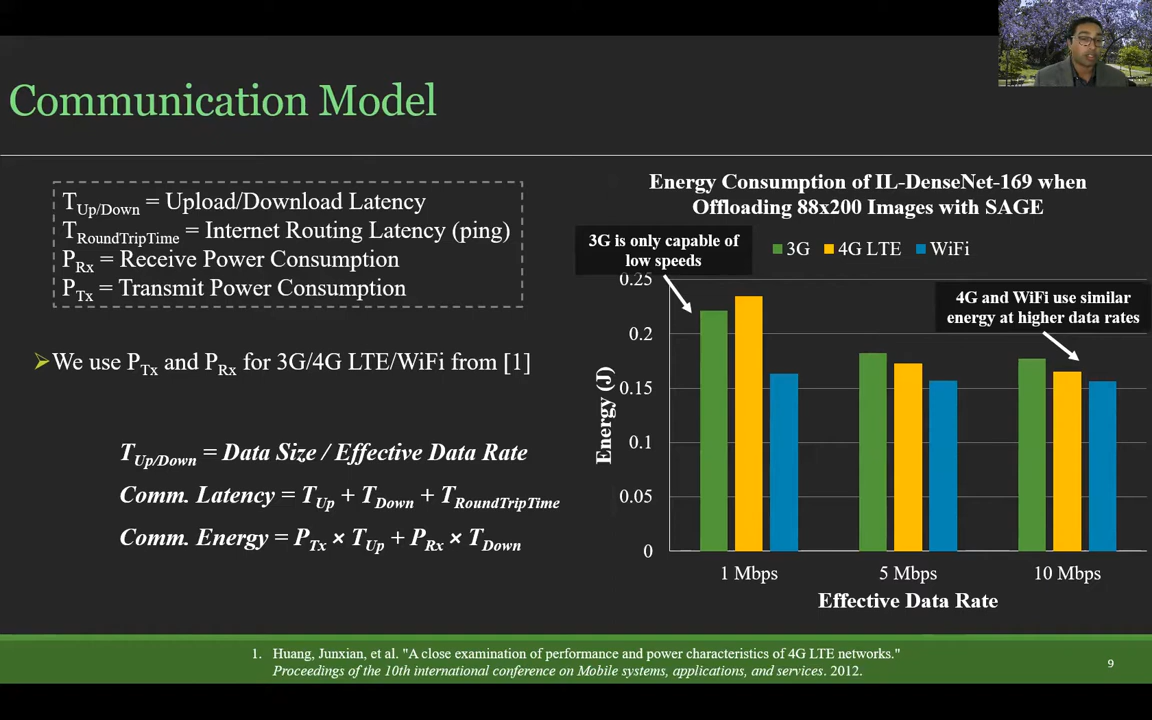 Communication Model
T_Up/Down = Upload/Download Latency
T_RoundTripTime = Internet Routing Latency (ping)
P_Rx = Receive Power Consumption
P_Tx = Transmit Power Consumption
➢We use P_Tx and P_Rx for 3G/4G LTE/WiFi from [1]
T_Up/Down = Data Size / Effective Data Rate
Comm. Latency = T_Up + T_Down + T_RoundTripTime
Comm. Energy = P_Tx × T_Up + P_Rx × T_Down
Energy Consumption of IL-DenseNet-169 when
Offloading 88x200 Images with SAGE
3G is only capable of
low speeds
3G 4G LTE WiFi
4G and WiFi use similar
energy at higher data rates
Energy (J)
0.25
0.2
0.15
0.1
0.05
0
1 Mbps 5 Mbps 10 Mbps
Effective Data Rate
1. Huang, Junxian, et al. "A close examination of performance and power characteristics of 4G LTE networks."
Proceedings of the 10th international conference on Mobile systems, applications, and services. 2012.
9